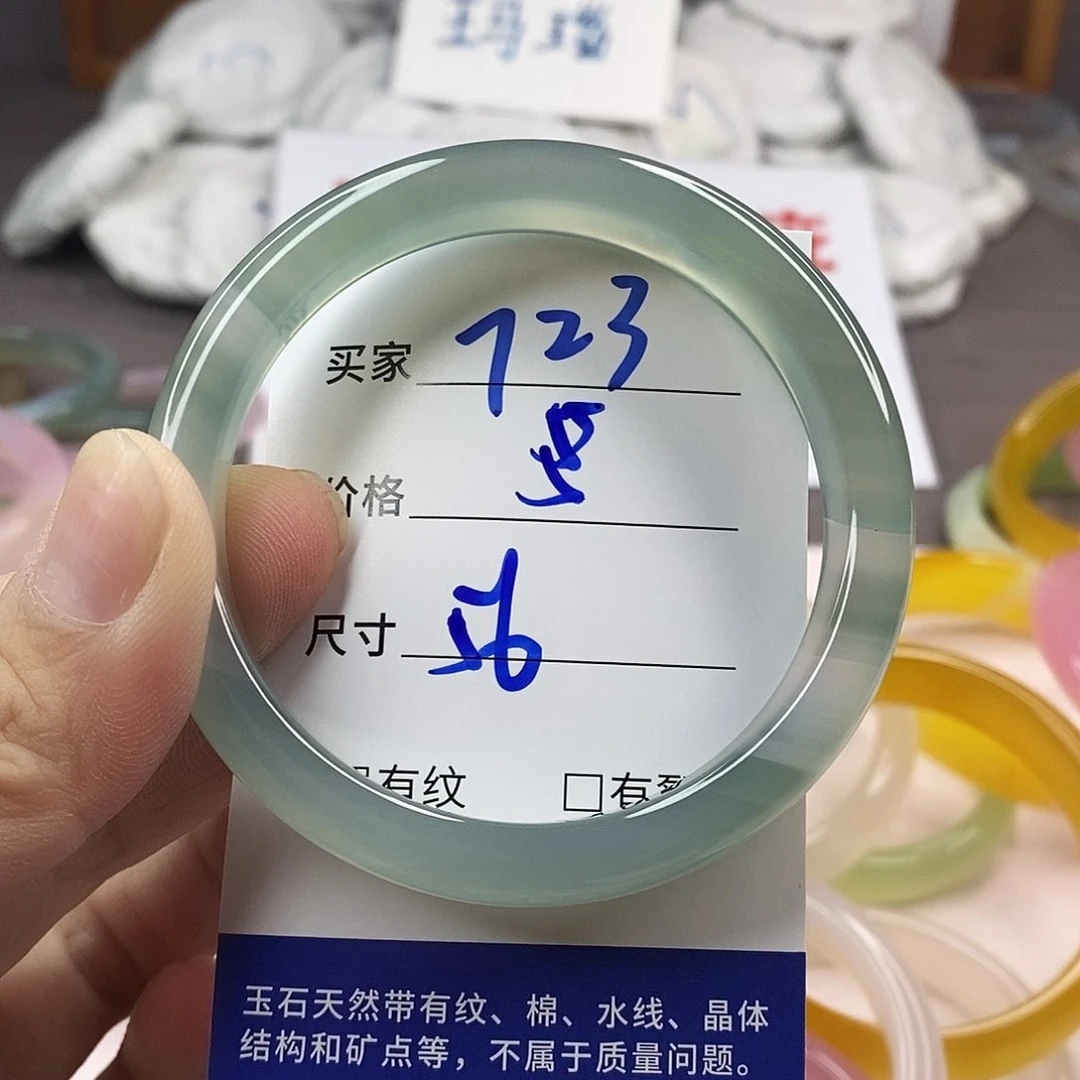 玛瑙
买家 723
号
价格
尺寸 56
有纹 □有裂
玉石天然带有纹、棉、水线、晶体
结构和矿点等，不属于质量问题。